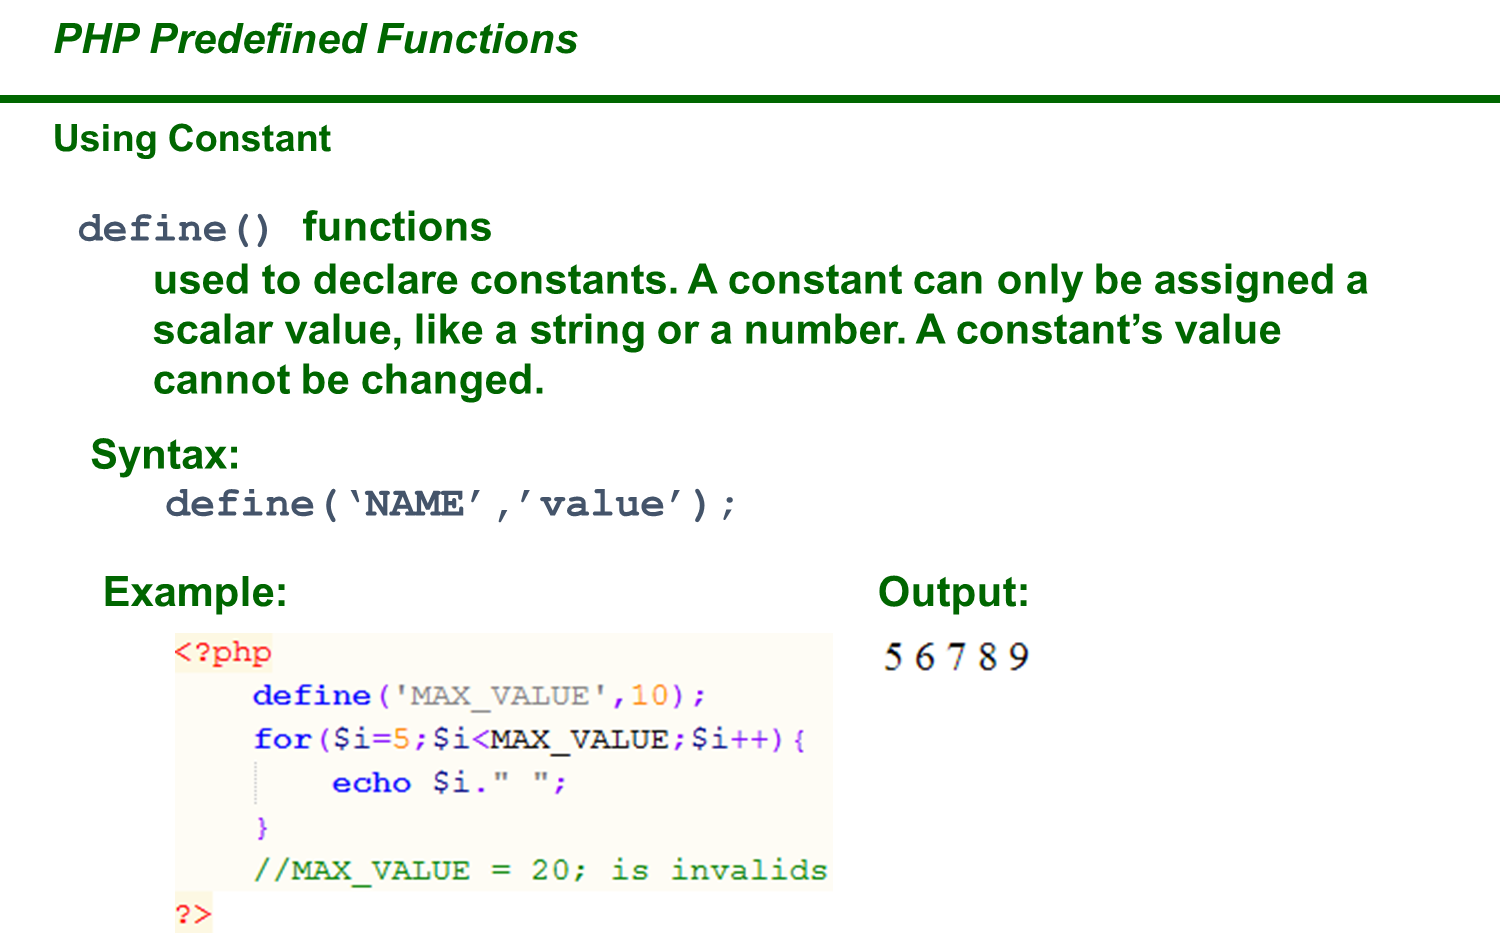 PHP Predefined Functions
Using Constant
define() functions
used to declare constants. A constant can only be assigned a
scalar value, like a string or a number. A constant’s value
cannot be changed.
Syntax:
define(‘NAME’,’value’);
Example:
<?php
define('MAX_VALUE',10);
for($i=5;$i<MAX_VALUE;$i++){
echo $i." ";
}
//MAX_VALUE = 20; is invalids
?>
Output:
5 6 7 8 9